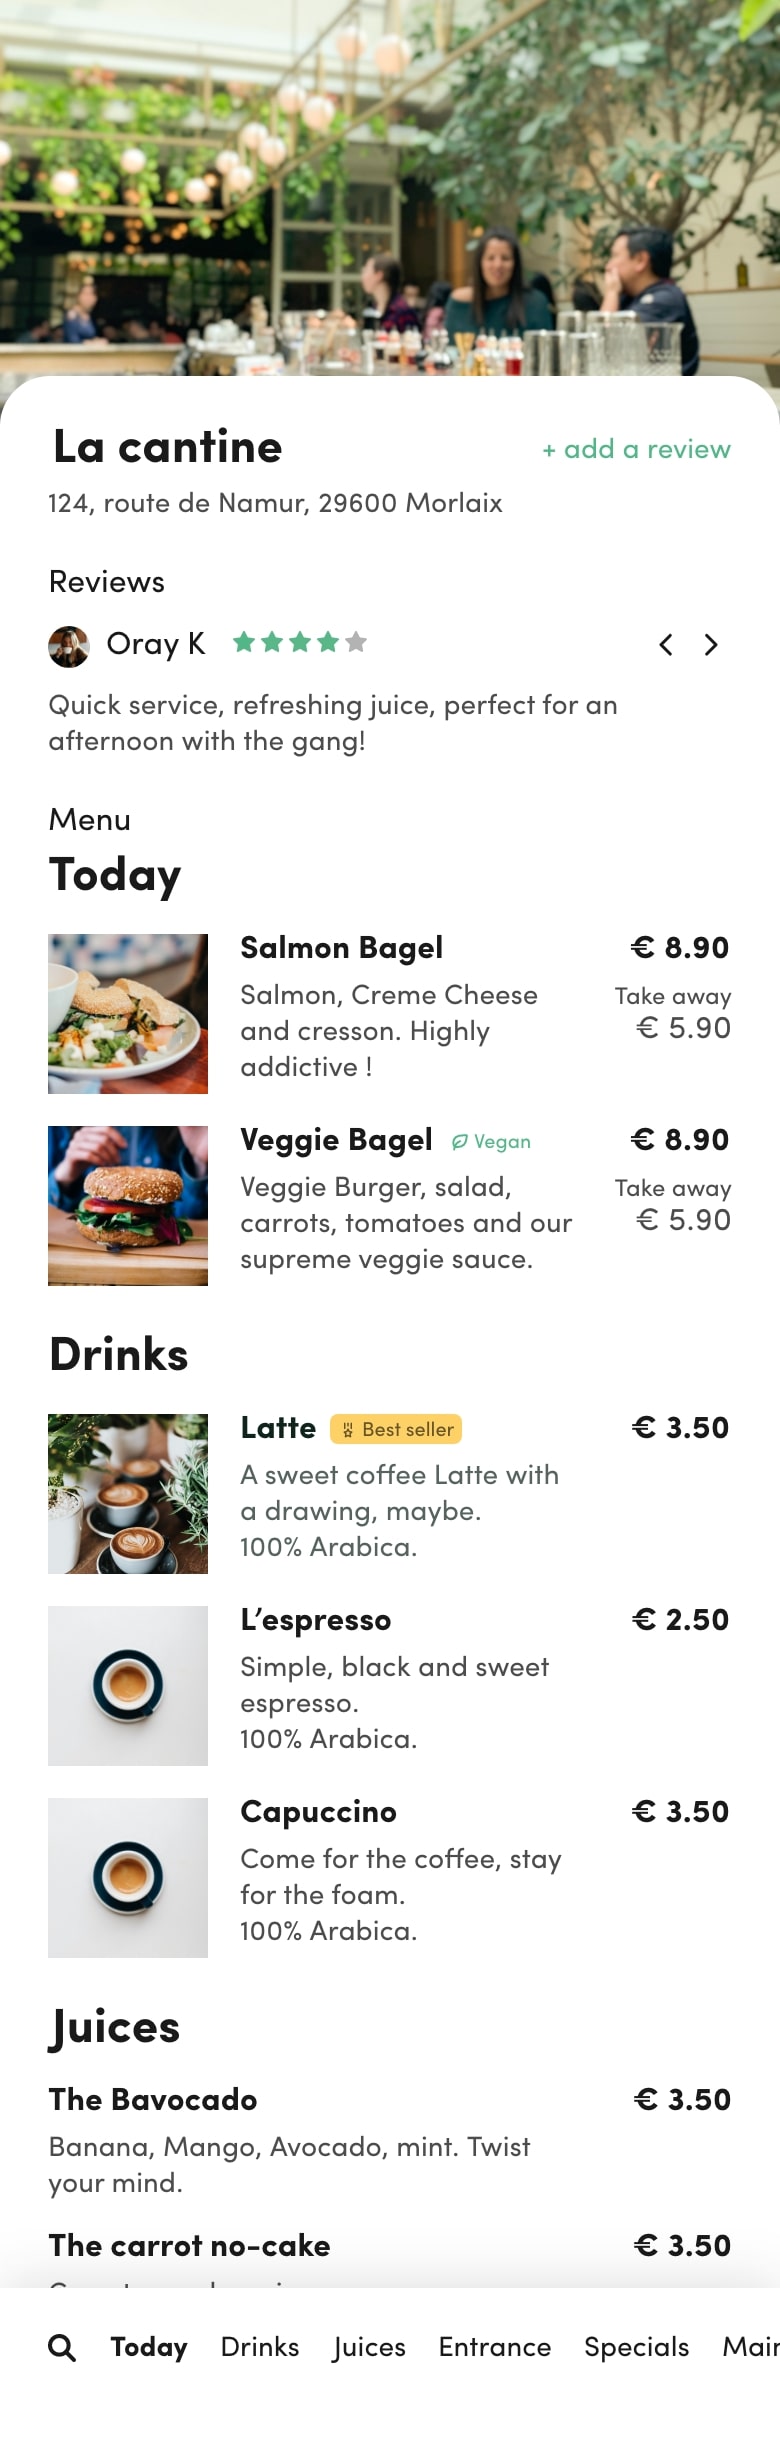 La cantine
+ add a review
124, route de Namur, 29600 Morlaix
Reviews
Oray K
Quick service, refreshing juice, perfect for an
afternoon with the gang!
Menu
Today
Salmon Bagel
€ 8.90
Salmon, Creme Cheese
and cresson. Highly
addictive !
Take away
€ 5.90
Veggie Bagel
Vegan
€ 8.90
Veggie Burger, salad,
carrots, tomatoes and our
supreme veggie sauce.
Take away
€ 5.90
Drinks
Latte
Best seller
€ 3.50
A sweet coffee Latte with
a drawing, maybe.
100% Arabica.
L’espresso
€ 2.50
Simple, black and sweet
espresso.
100% Arabica.
Capuccino
€ 3.50
Come for the coffee, stay
for the foam.
100% Arabica.
Juices
The Bavocado
€ 3.50
Banana, Mango, Avocado, mint. Twist
your mind.
The carrot no-cake
€ 3.50
Today Drinks Juices Entrance Specials